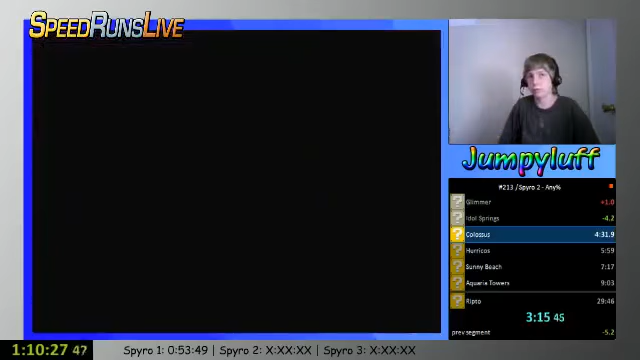 SPEEDRUNSLIVE
Jumpyluff
#213 / Spyro 2 - Any%
Glimmer +1.0
Idol Springs -4.2
Colossus 4:31.9
Hurricos 5:59
Sunny Beach 7:17
Aquaria Towers 9:03
Ripto 29:46
3:15 45
prev segment -5.2
1:10:27 47 Spyro 1: 0:53:49 | Spyro 2: X:XX:XX | Spyro 3: X:XX:XX